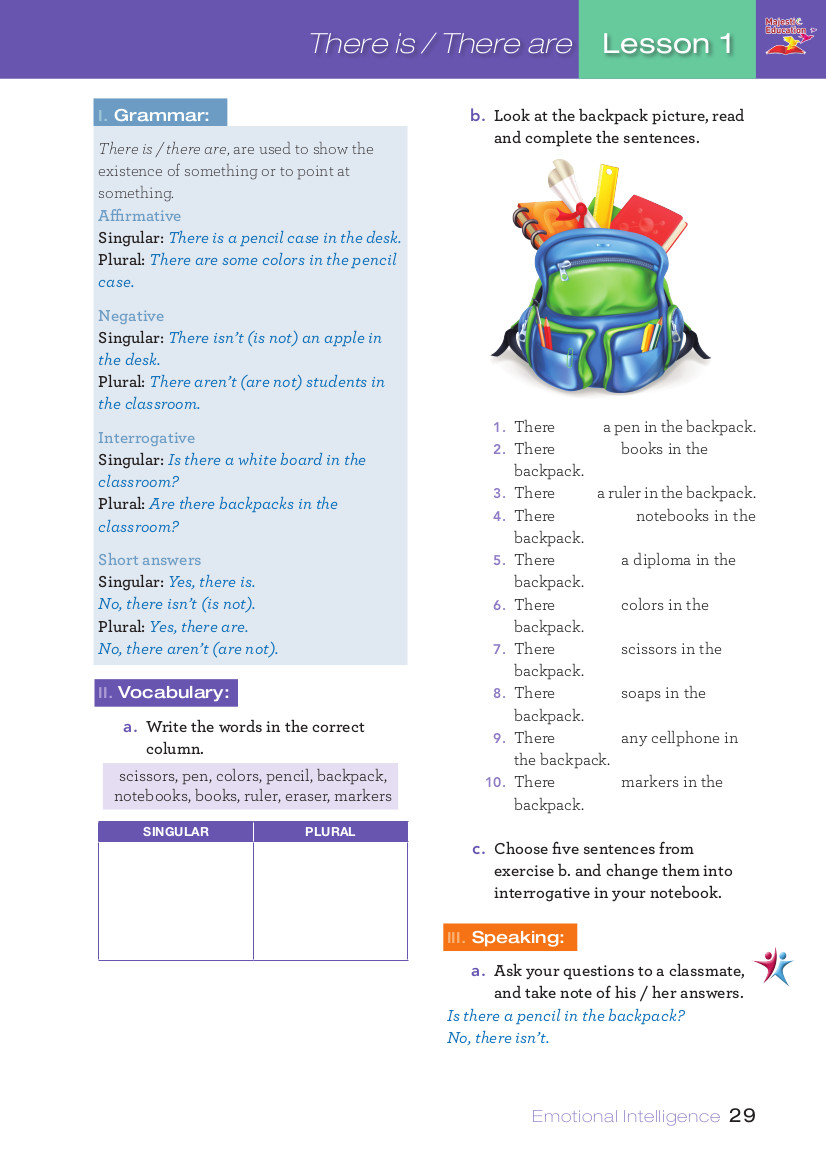 There is / There are
Lesson 1
Majestic
Education
I. Grammar:
There is / there are, are used to show the
existence of something or to point at
something.
Affirmative
Singular: There is a pencil case in the desk.
Plural: There are some colors in the pencil
case.
Negative
Singular: There isn’t (is not) an apple in
the desk.
Plural: There aren’t (are not) students in
the classroom.
Interrogative
Singular: Is there a white board in the
classroom?
Plural: Are there backpacks in the
classroom?
Short answers
Singular: Yes, there is.
No, there isn’t (is not).
Plural: Yes, there are.
No, there aren’t (are not).
II. Vocabulary:
a. Write the words in the correct
column.
scissors, pen, colors, pencil, backpack,
notebooks, books, ruler, eraser, markers
SINGULAR PLURAL
b. Look at the backpack picture, read
and complete the sentences.
1. There a pen in the backpack.
2. There books in the
backpack.
3. There a ruler in the backpack.
4. There notebooks in the
backpack.
5. There a diploma in the
backpack.
6. There colors in the
backpack.
7. There scissors in the
backpack.
8. There soaps in the
backpack.
9. There any cellphone in
the backpack.
10. There markers in the
backpack.
c. Choose five sentences from
exercise b. and change them into
interrogative in your notebook.
III. Speaking:
a. Ask your questions to a classmate,
and take note of his / her answers.
Is there a pencil in the backpack?
No, there isn’t.
Emotional Intelligence 29